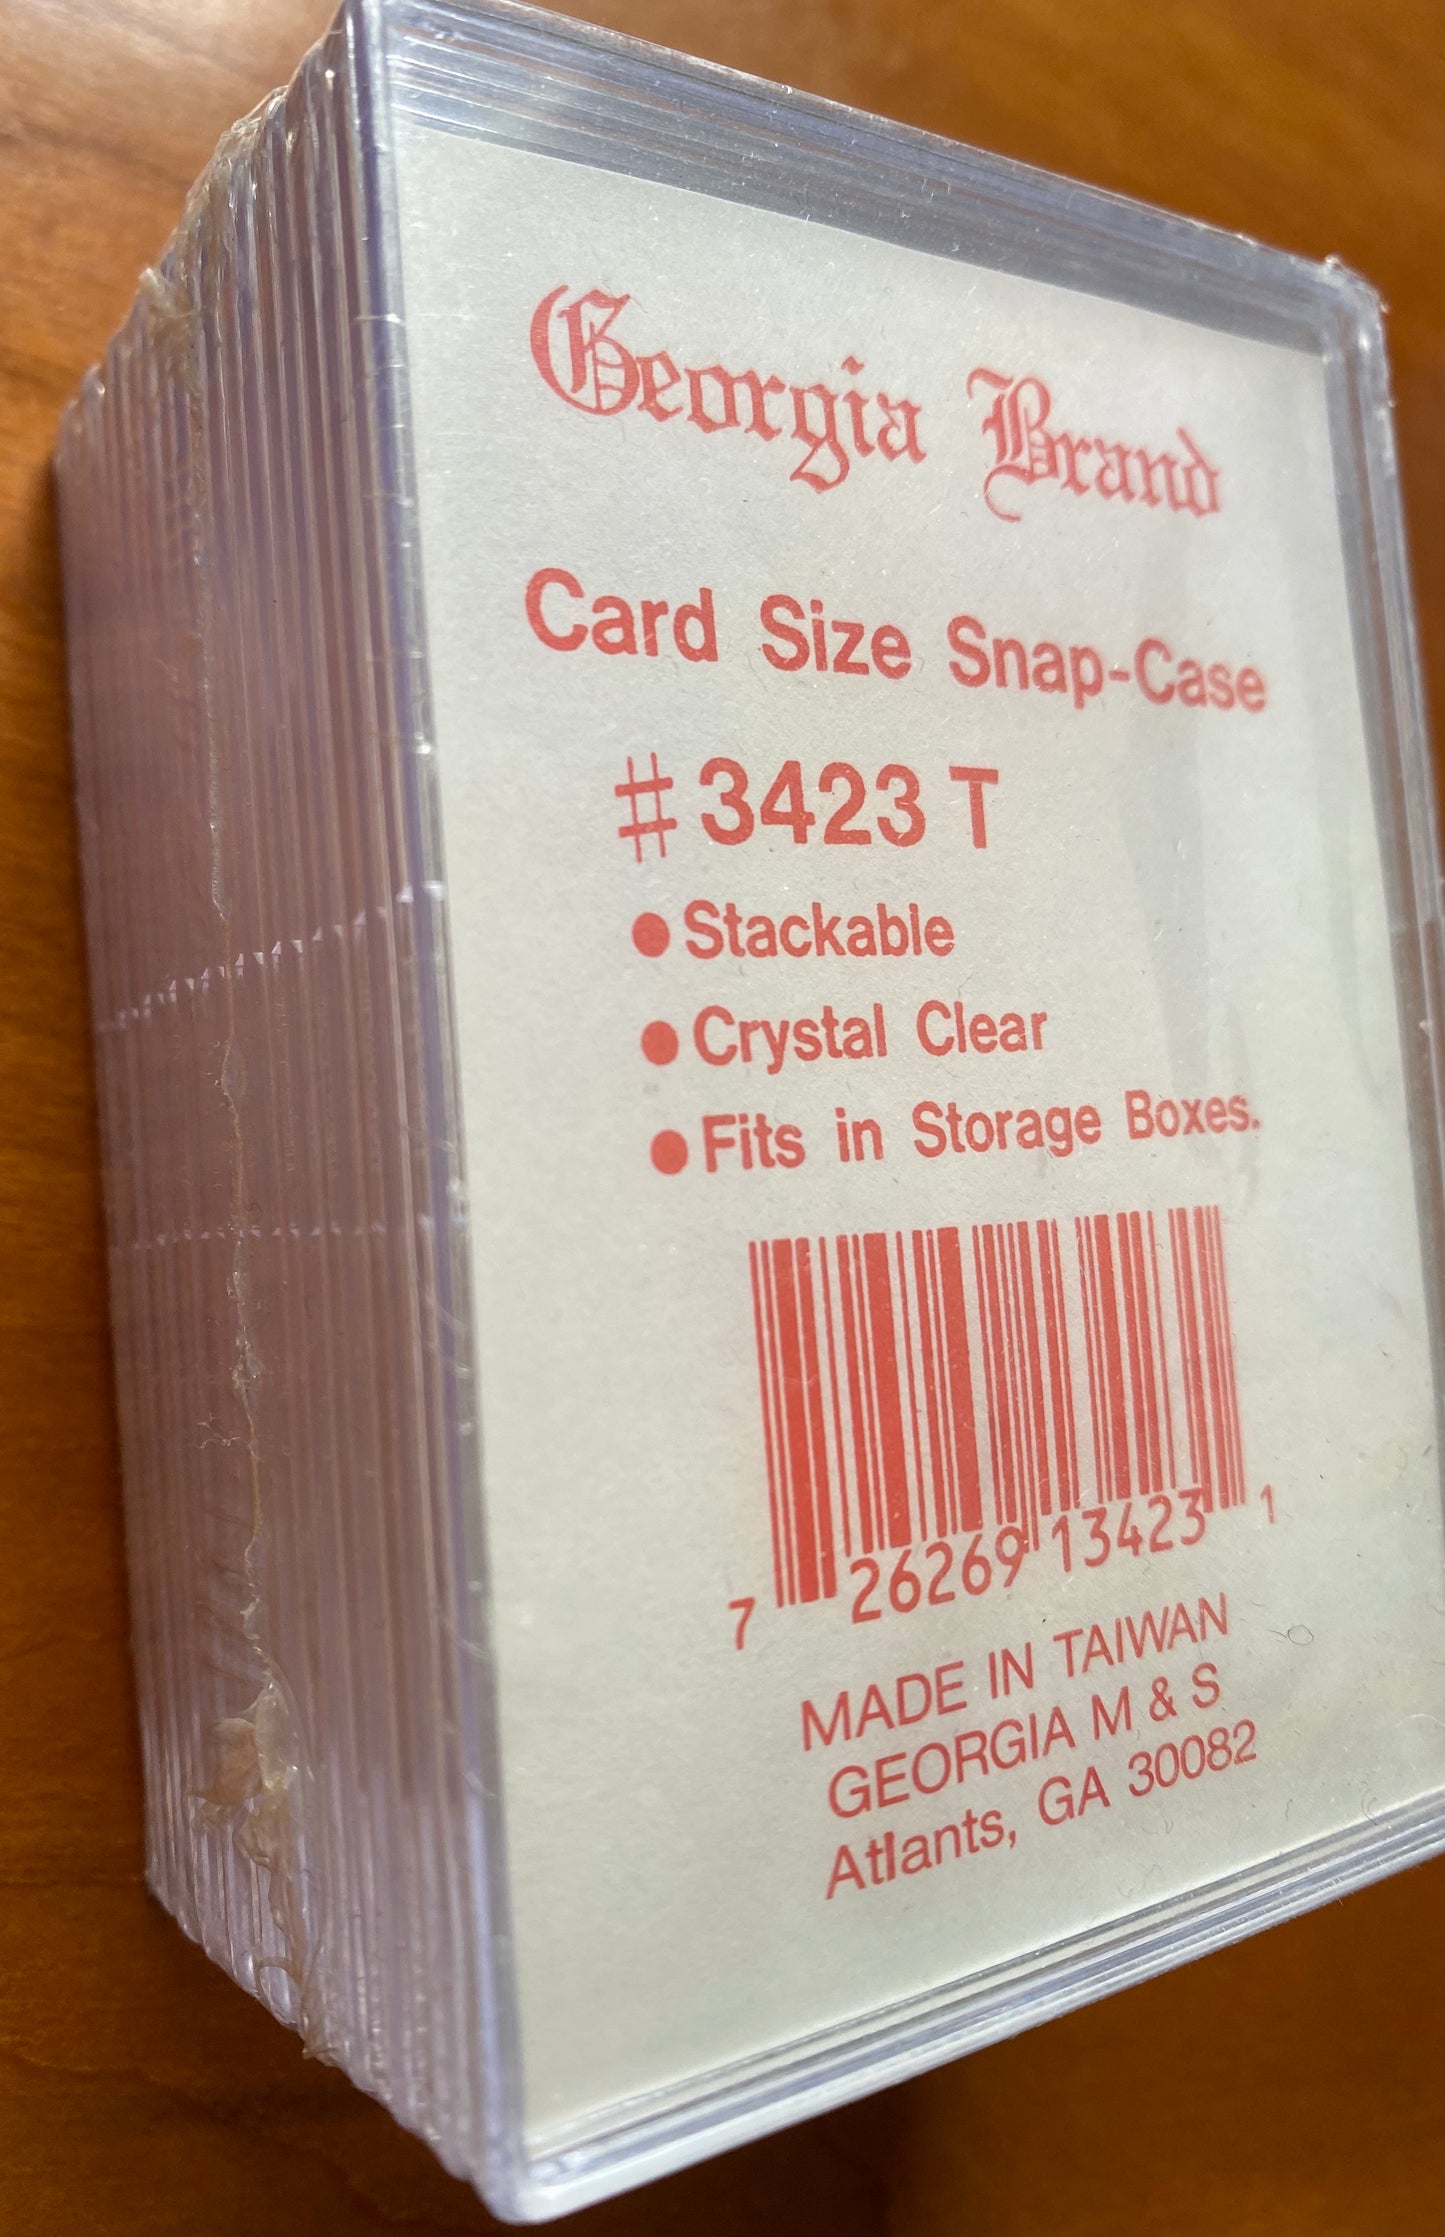 Georgia Brand
Card Size Snap-Case
# 3423 T
● Stackable
● Crystal Clear
● Fits in Storage Boxes.
7 26269 13423 1
MADE IN TAIWAN
GEORGIA M & S
Atlants, GA 30082